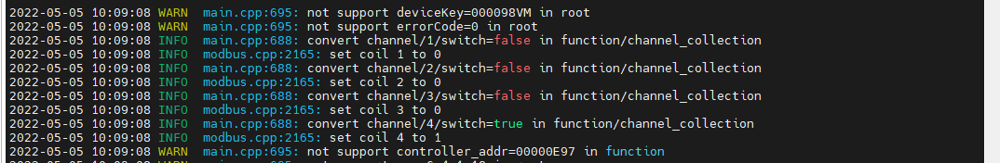 2022-05-05 10:09:08 WARN  main.cpp:695: not support deviceKey=000098VM in root
2022-05-05 10:09:08 WARN  main.cpp:695: not support errorCode=0 in root
2022-05-05 10:09:08 INFO  main.cpp:688: convert channel/1/switch=false in function/channel_collection
2022-05-05 10:09:08 INFO  modbus.cpp:2165: set coil 1 to 0
2022-05-05 10:09:08 INFO  main.cpp:688: convert channel/2/switch=false in function/channel_collection
2022-05-05 10:09:08 INFO  modbus.cpp:2165: set coil 2 to 0
2022-05-05 10:09:08 INFO  main.cpp:688: convert channel/3/switch=false in function/channel_collection
2022-05-05 10:09:08 INFO  modbus.cpp:2165: set coil 3 to 0
2022-05-05 10:09:08 INFO  main.cpp:688: convert channel/4/switch=true in function/channel_collection
2022-05-05 10:09:08 INFO  modbus.cpp:2165: set coil 4 to 1
2022-05-05 10:09:08 WARN  main.cpp:695: not support controller_addr=00000E97 in function